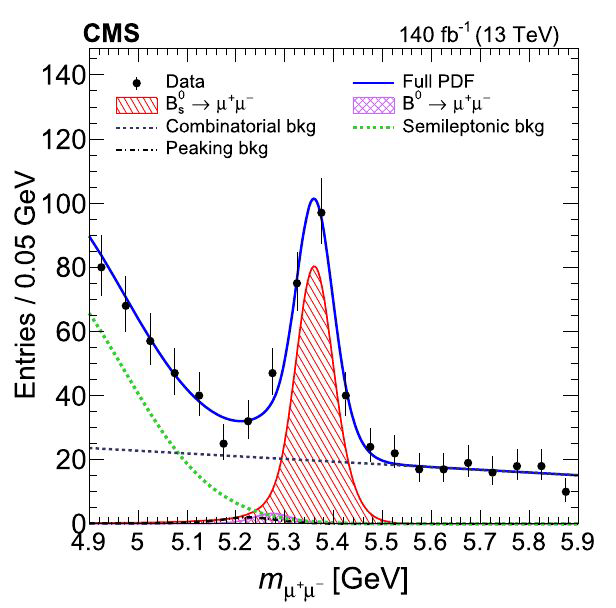 CMS 140 fb⁻¹ (13 TeV)
Data Full PDF
B⁰ₛ → μ⁺μ⁻ B⁰ → μ⁺μ⁻
Combinatorial bkg Semileptonic bkg
Peaking bkg
Entries / 0.05 GeV
140
120
100
80
60
40
20
0
4.9 5 5.1 5.2 5.3 5.4 5.5 5.6 5.7 5.8 5.9
m_μ⁺μ⁻ [GeV]